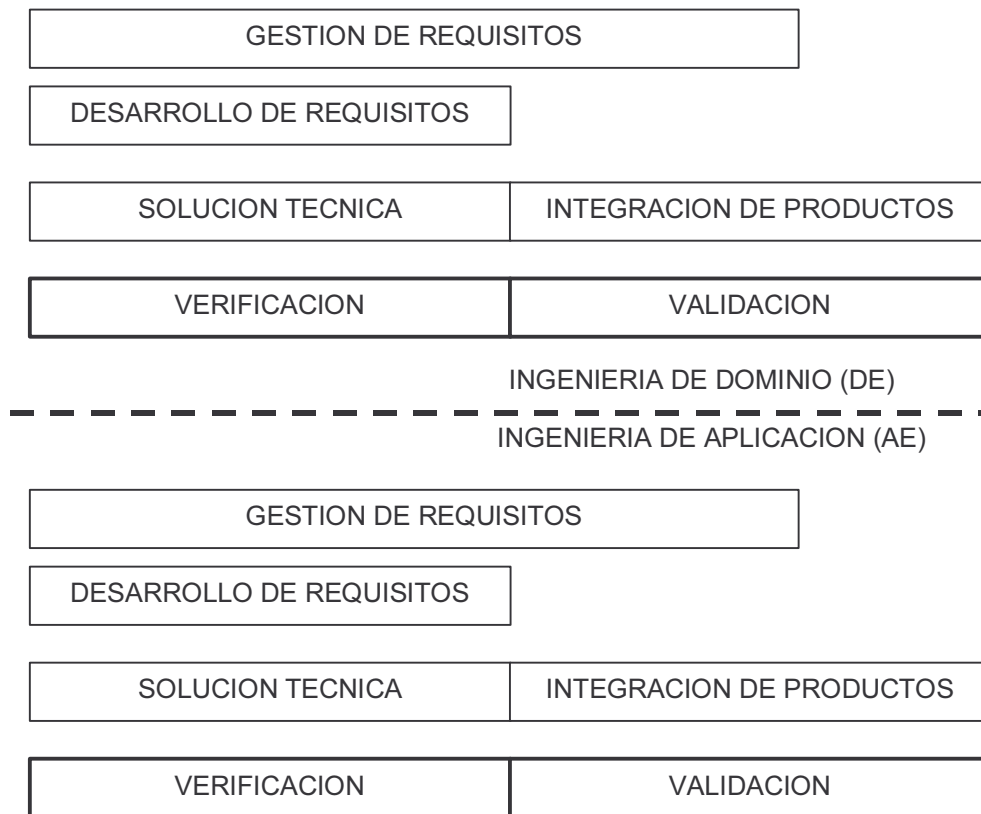 GESTION DE REQUISITOS
DESARROLLO DE REQUISITOS
SOLUCION TECNICA
INTEGRACION DE PRODUCTOS
VERIFICACION
VALIDACION
INGENIERIA DE DOMINIO (DE)
INGENIERIA DE APLICACION (AE)
GESTION DE REQUISITOS
DESARROLLO DE REQUISITOS
SOLUCION TECNICA
INTEGRACION DE PRODUCTOS
VERIFICACION
VALIDACION